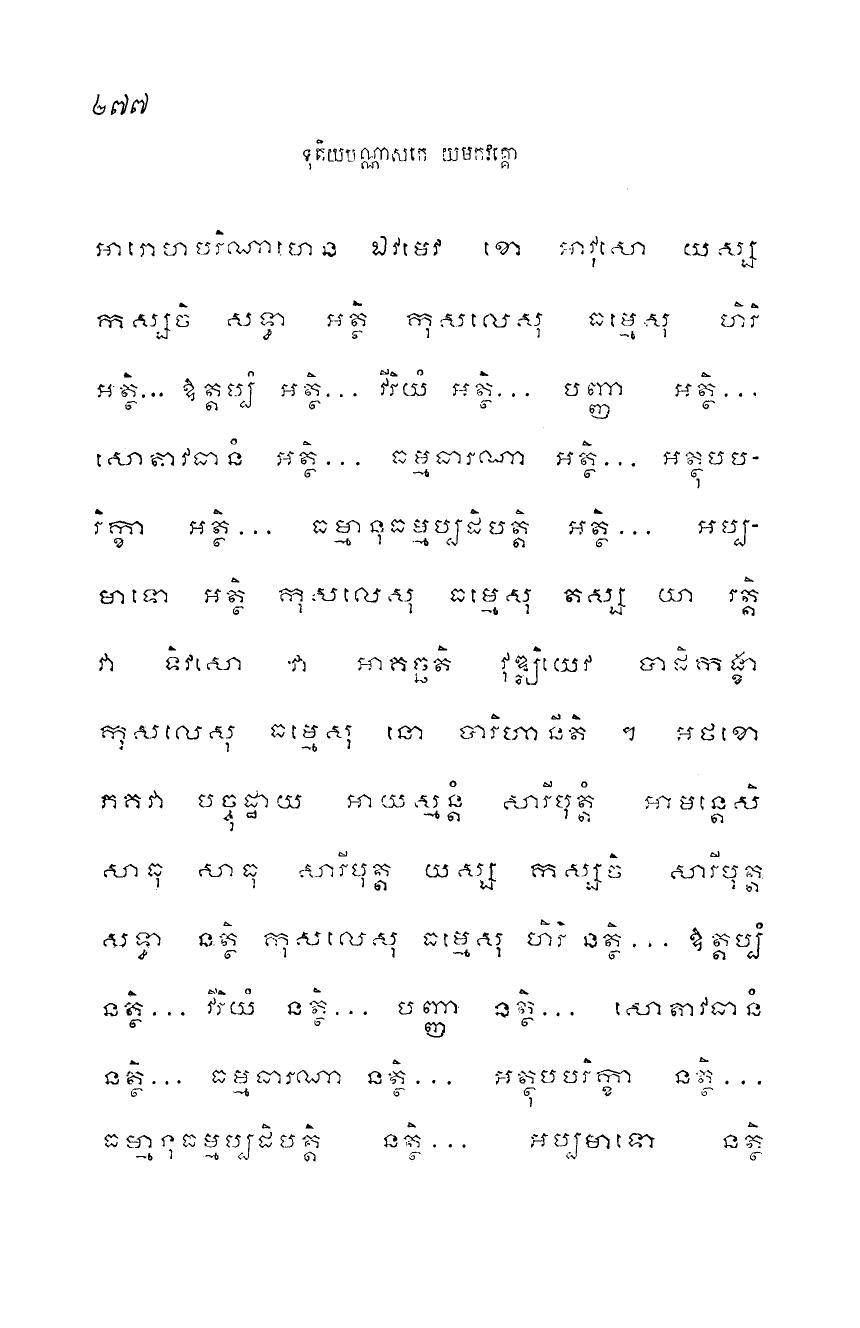 ២៧៧
ទុតិយបណ្ណាសកេ យមកវគ្គោ
អារោហបរិណាហេន ឯវមេវ ខោ អាវុសោ យស្ស
កស្សចិ សទ្ធា អត្ថិ កុសលេសុ ធម្មេសុ ហិរិ
អត្ថិ... ឱត្តប្បំ អត្ថិ... វីរិយំ អត្ថិ... បញ្ញា អត្ថិ...
សោតាវធានំ អត្ថិ... ធម្មធារណា អត្ថិ... អត្ថុបប-
រិក្ខា អត្ថិ... ធម្មានុធម្មប្បដិបត្តិ អត្ថិ... អប្ប-
មាទោ អត្ថិ កុសលេសុ ធម្មេសុ តស្ស យា រត្តិ
វា ទិវសោ វា អាគច្ឆតិ វុឌ្ឍិយេវ បាដិកង្ខា
កុសលេសុ ធម្មេសុ នោ បារិហានីតិ ។ អថខោ
ភគវា បច្ចុដ្ឋាយ អាយស្មន្តំ សារីបុត្តំ អាមន្តេសិ
សាធុ សាធុ សារីបុត្ត យស្ស កស្សចិ សារីបុត្ត
សទ្ធា នត្ថិ កុសលេសុ ធម្មេសុ ហិរិ នត្ថិ... ឱត្តប្បំ
នត្ថិ... វីរិយំ នត្ថិ... បញ្ញា នត្ថិ... សោតាវធានំ
នត្ថិ... ធម្មធារណា នត្ថិ... អត្ថុបបរិក្ខា នត្ថិ...
ធម្មានុធម្មប្បដិបត្តិ នត្ថិ... អប្បមាទោ នត្ថិ